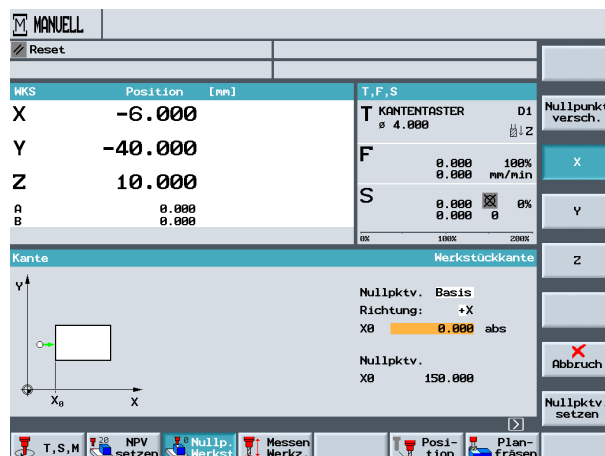 M MANUELL
Reset
WKS Position [mm]
X -6.000
Y -40.000
Z 10.000
A 0.000
B 0.000
T,F,S
T KANTENTASTER D1
ø 4.000 ↓Z
F 0.000 100%
0.000 mm/min
S 0.000 0%
0.000 0
0% 100% 200%
Kante Werkstückkante
Y
X₀ X
Nullpktv. Basis
Richtung: +X
X0 0.000 abs
Nullpktv.
X0 150.000
Nullpunkt
versch.
X
Y
Z
Abbruch
Nullpktv.
setzen
T,S,M
20 NPV
setzen
0 Nullp.
Werkst
Messen
Werkz.
Posi-
tion
Plan-
fräsen